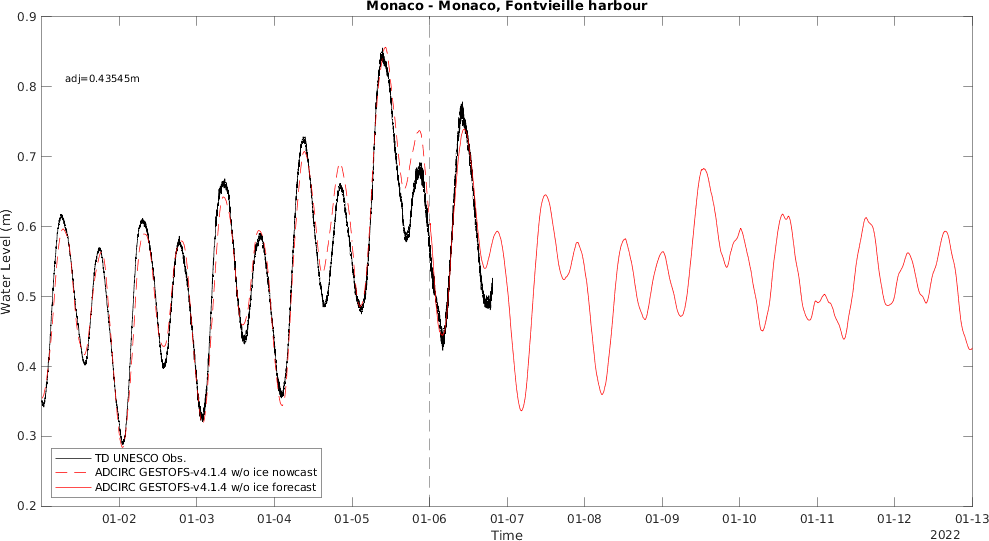 Monaco - Monaco, Fontvieille harbour
0.9
0.8
0.7
0.6
0.5
0.4
0.3
0.2
Water Level (m)
adj=0.43545m
TD UNESCO Obs.
ADCIRC GESTOFS-v4.1.4 w/o ice nowcast
ADCIRC GESTOFS-v4.1.4 w/o ice forecast
01-02 01-03 01-04 01-05 01-06 01-07 01-08 01-09 01-10 01-11 01-12 01-13
Time
2022